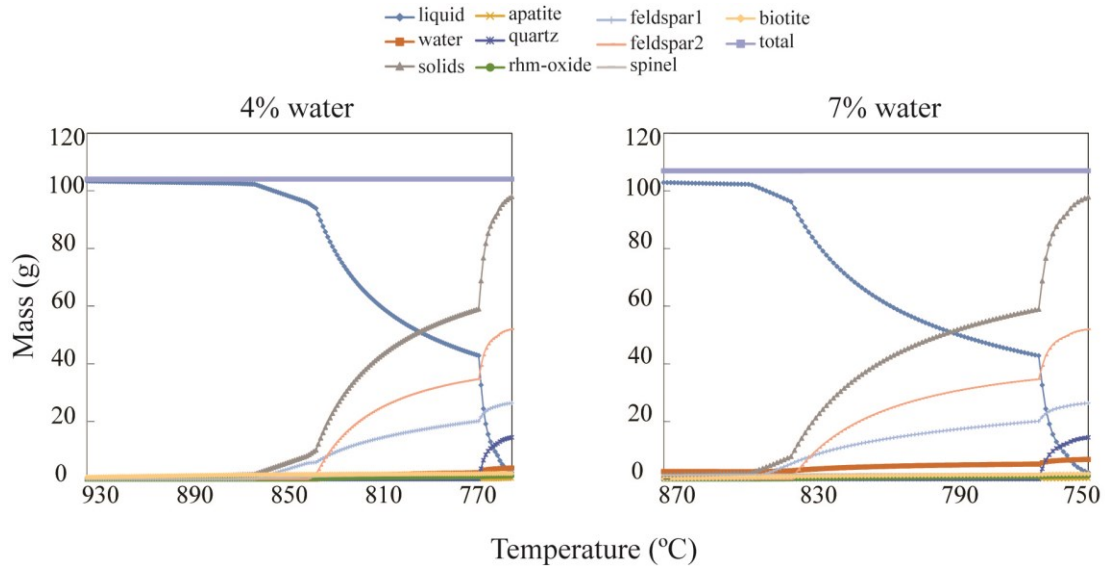 liquid apatite feldspar1 biotite
water quartz feldspar2 total
solids rhm-oxide spinel
4% water 7% water
120 120
100 100
80 80
60 60
40 40
20 20
0 0
930 890 850 810 770 870 830 790 750
Mass (g)
Temperature (ºC)